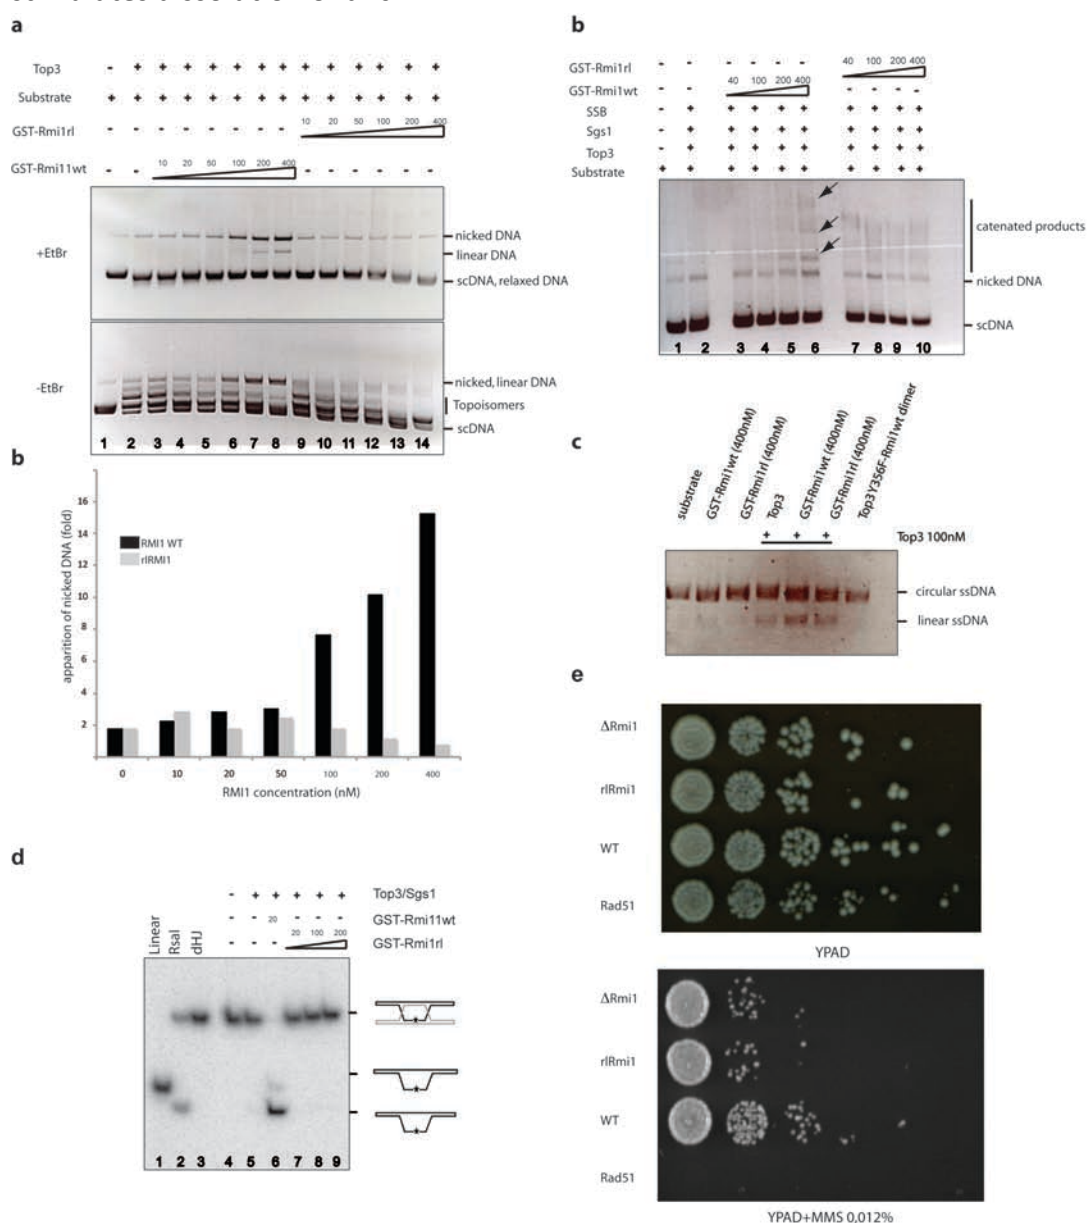 a
Top3 - + + + + + + + + + + + + +
Substrate + + + + + + + + + + + + + +
GST-Rmi1rl - - - - - - - - 10 20 50 100 200 400
GST-Rmi11wt - - 10 20 50 100 200 400 - - - - - -
+EtBr
nicked DNA
linear DNA
scDNA, relaxed DNA
-EtBr
nicked, linear DNA
Topoisomers
scDNA
1 2 3 4 5 6 7 8 9 10 11 12 13 14
b
GST-Rmi1rl - - - - - - 40 100 200 400
GST-Rmi1wt - - 40 100 200 400 - - - -
SSB - + + + + + + + + +
Sgs1 - + + + + + + + + +
Top3 - + + + + + + + + +
Substrate + + + + + + + + + +
catenated products
nicked DNA
scDNA
1 2 3 4 5 6 7 8 9 10
b
apparition of nicked DNA (fold)
16
14
12
10
8
6
4
2
RMI1 WT
rlRMI1
0 10 20 50 100 200 400
RMI1 concentration (nM)
c
substrate
GST-Rmi1wt (400nM)
GST-Rmi1rl (400nM)
Top3
GST-Rmi1wt (400nM)
GST-Rmi1rl (400nM)
Top3Y356F-Rmi1wt dimer
+ + + Top3 100nM
circular ssDNA
linear ssDNA
d
Linear
RsaI
dHJ
- + + + + + Top3/Sgs1
- - 20 - - - GST-Rmi11wt
- - - 20 100 200 GST-Rmi1rl
1 2 3 4 5 6 7 8 9
e
ΔRmi1
rlRmi1
WT
Rad51
YPAD
ΔRmi1
rlRmi1
WT
Rad51
YPAD+MMS 0,012%